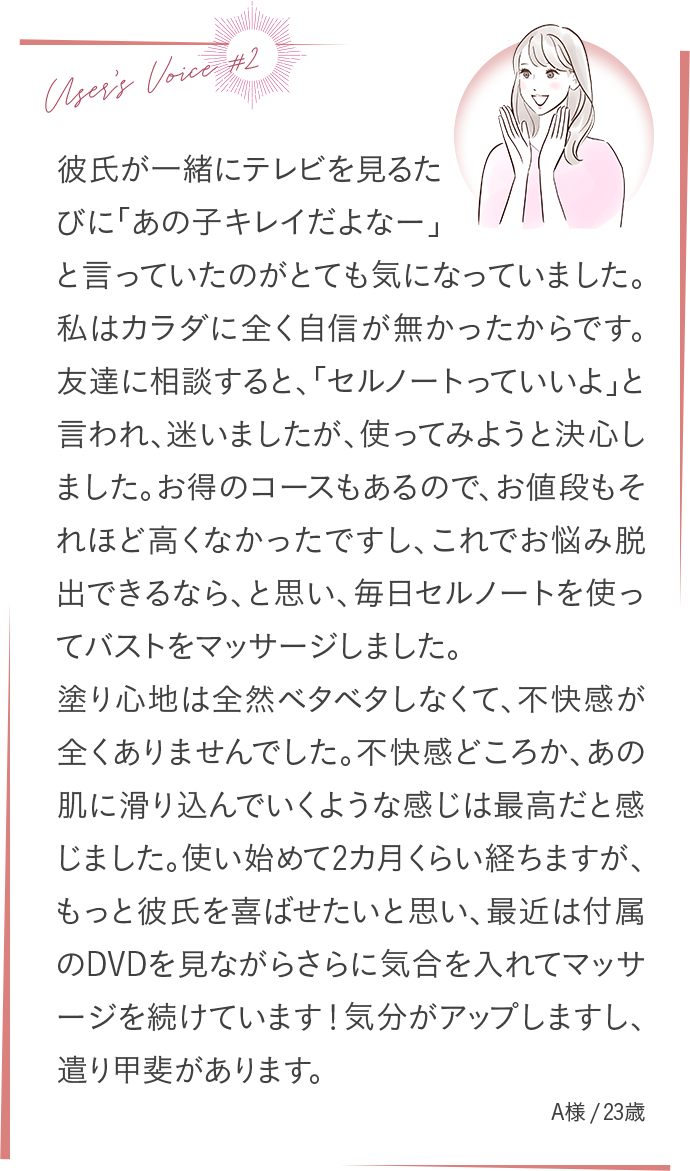 User's Voice #2
彼氏が一緒にテレビを見るた
びに「あの子キレイだよなー」
と言っていたのがとても気になっていました。
私はカラダに全く自信が無かったからです。
友達に相談すると、「セルノートっていいよ」と
言われ、迷いましたが、使ってみようと決心し
ました。お得のコースもあるので、お値段もそ
れほど高くなかったですし、これでお悩み脱
出できるなら、と思い、毎日セルノートを使っ
てバストをマッサージしました。
塗り心地は全然ベタベタしなくて、不快感が
全くありませんでした。不快感どころか、あの
肌に滑り込んでいくような感じは最高だと感
じました。使い始めて2カ月くらい経ちますが、
もっと彼氏を喜ばせたいと思い、最近は付属
のDVDを見ながらさらに気合を入れてマッサ
ージを続けています！気分がアップしますし、
遣り甲斐があります。
A様 / 23歳